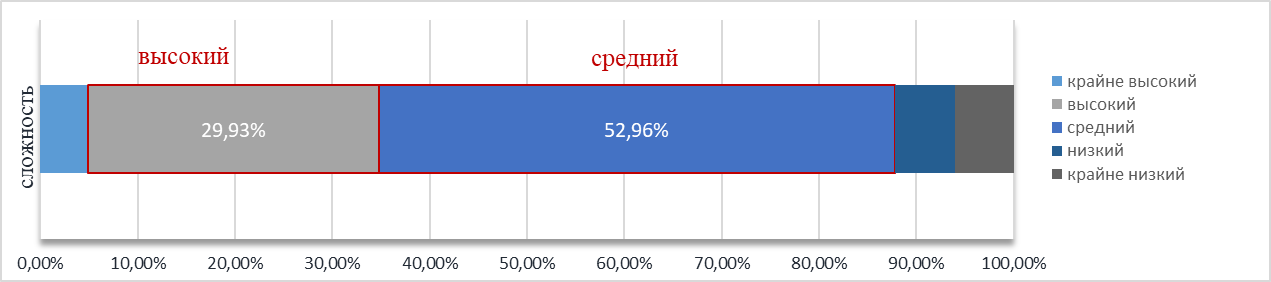 высокий
средний
сложность
29,93%
52,96%
крайне высокий
высокий
средний
низкий
крайне низкий
0,00% 10,00% 20,00% 30,00% 40,00% 50,00% 60,00% 70,00% 80,00% 90,00% 100,00%